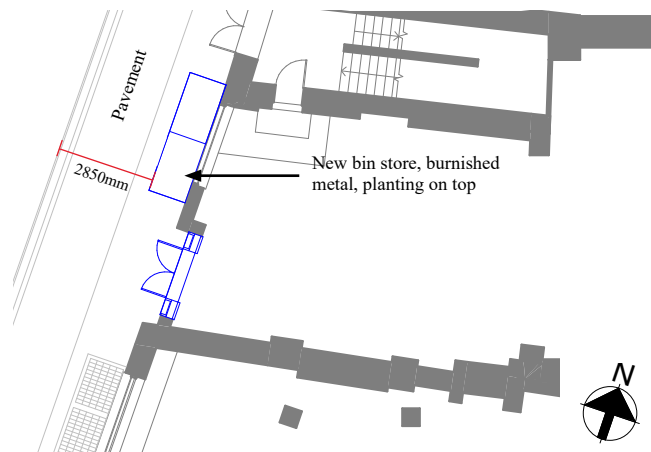 Pavement
2850mm
New bin store, burnished
metal, planting on top
N